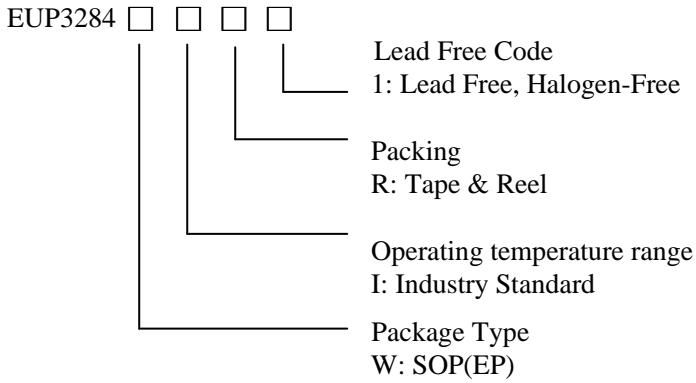 EUP3284 □ □ □ □
Lead Free Code
1: Lead Free, Halogen-Free
Packing
R: Tape & Reel
Operating temperature range
I: Industry Standard
Package Type
W: SOP(EP)